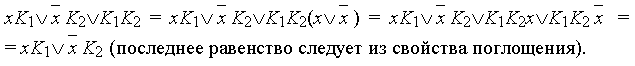 xK₁∨x̅ K₂∨K₁K₂ = xK₁∨x̅ K₂∨K₁K₂(x∨x̅) = xK₁∨x̅ K₂∨K₁K₂x∨K₁K₂x̅ =
= xK₁∨x̅ K₂ (последнее равенство следует из свойства поглощения).